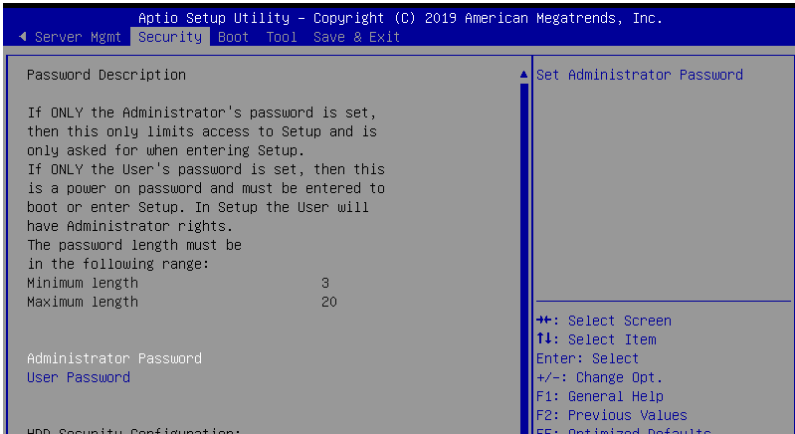 Aptio Setup Utility – Copyright (C) 2019 American Megatrends, Inc.
Server Mgmt Security Boot Tool Save & Exit
Password Description
If ONLY the Administrator's password is set,
then this only limits access to Setup and is
only asked for when entering Setup.
If ONLY the User's password is set, then this
is a power on password and must be entered to
boot or enter Setup. In Setup the User will
have Administrator rights.
The password length must be
in the following range:
Minimum length 3
Maximum length 20
Administrator Password
User Password
HDD Security Configuration:
Set Administrator Password
→←: Select Screen
↑↓: Select Item
Enter: Select
+/-: Change Opt.
F1: General Help
F2: Previous Values
Optimized Defaults